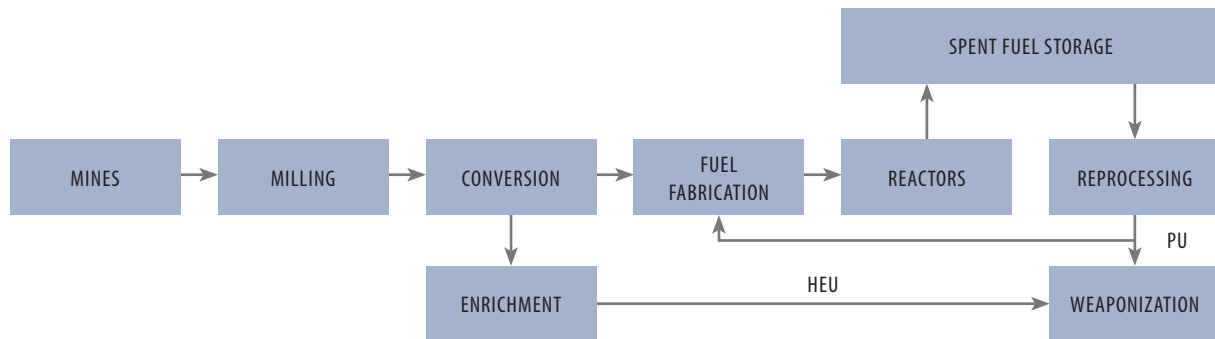 SPENT FUEL STORAGE
MINES
MILLING
CONVERSION
FUEL
FABRICATION
REACTORS
REPROCESSING
PU
HEU
ENRICHMENT
WEAPONIZATION